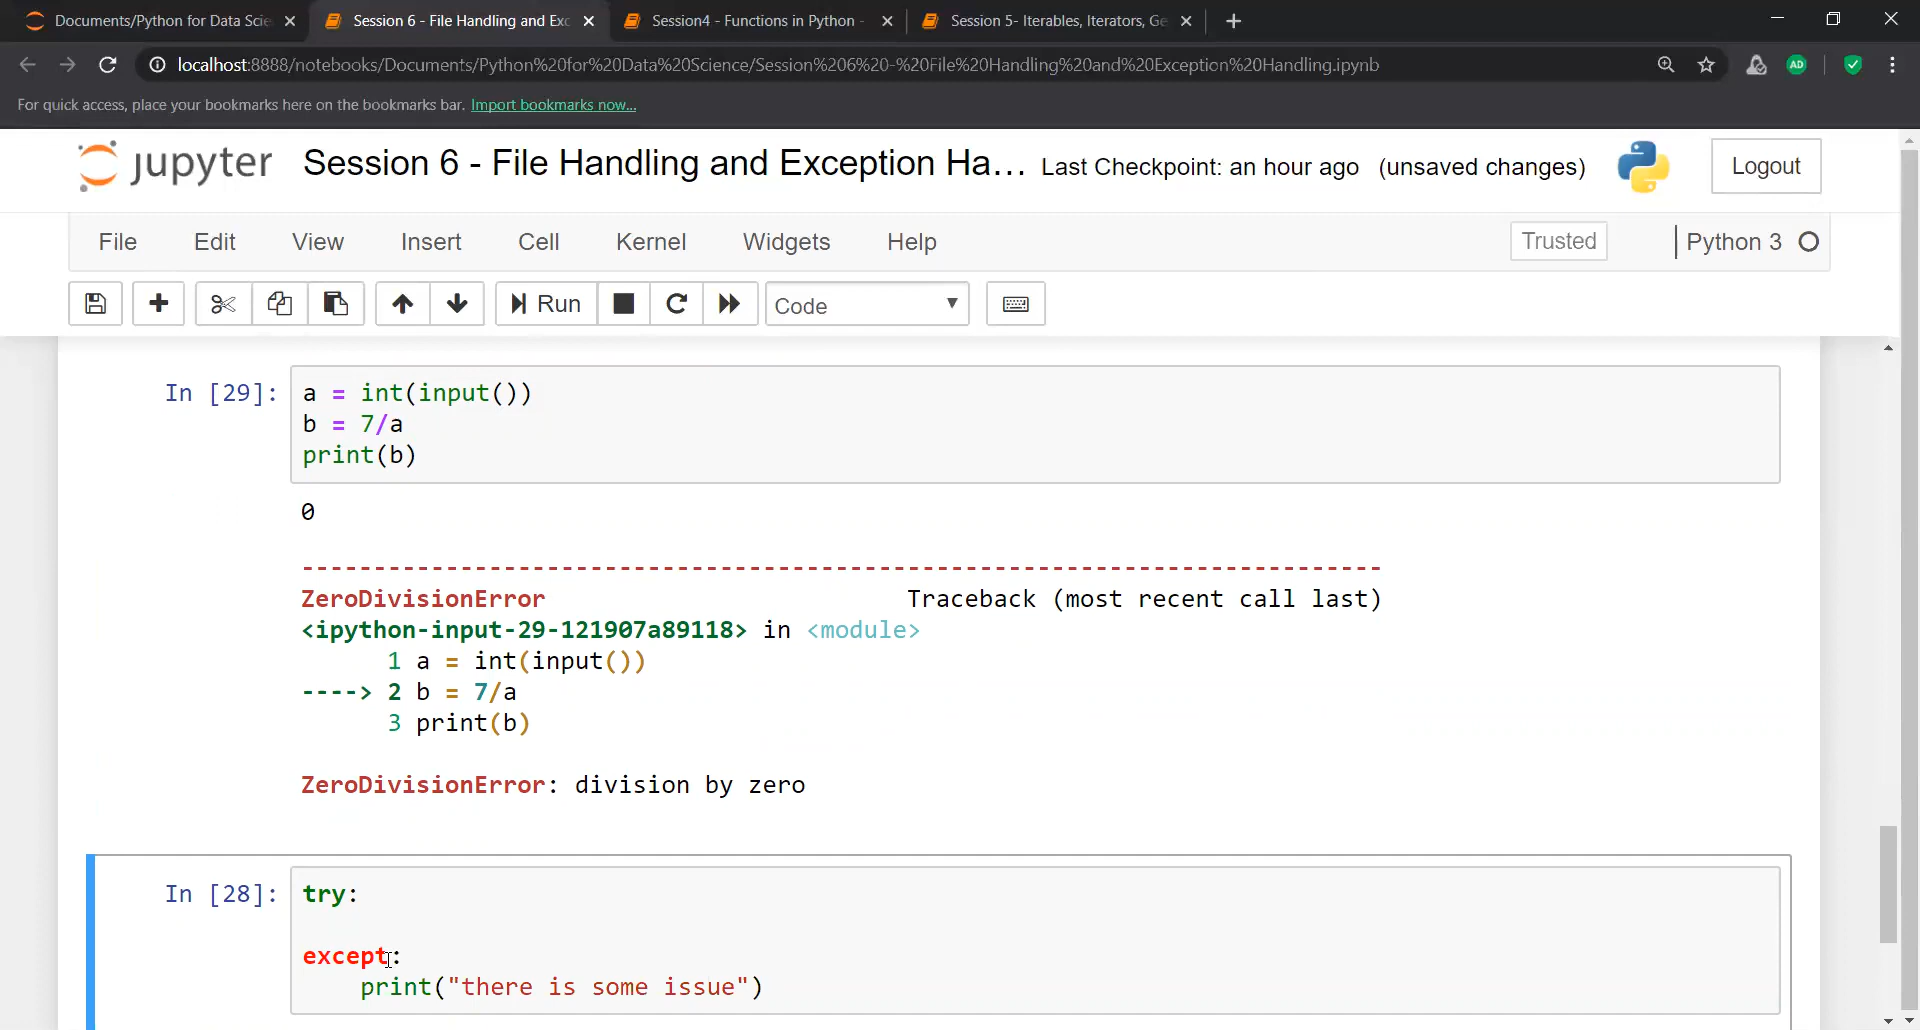 Documents/Python for Data Scie
Session 6 - File Handling and Exc
Session4 - Functions in Python -
Session 5- Iterables, Iterators, Ge
localhost:8888/notebooks/Documents/Python%20for%20Data%20Science/Session%206%20-%20File%20Handling%20and%20Exception%20Handling.ipynb
AD
For quick access, place your bookmarks here on the bookmarks bar. Import bookmarks now...
jupyter Session 6 - File Handling and Exception Ha... Last Checkpoint: an hour ago (unsaved changes) Logout
File Edit View Insert Cell Kernel Widgets Help Trusted Python 3
Run Code
In [29]: a = int(input())
b = 7/a
print(b)
0
---------------------------------------------------------------------------
ZeroDivisionError Traceback (most recent call last)
<ipython-input-29-121907a89118> in <module>
1 a = int(input())
----> 2 b = 7/a
3 print(b)
ZeroDivisionError: division by zero
In [28]: try:
except:
print("there is some issue")